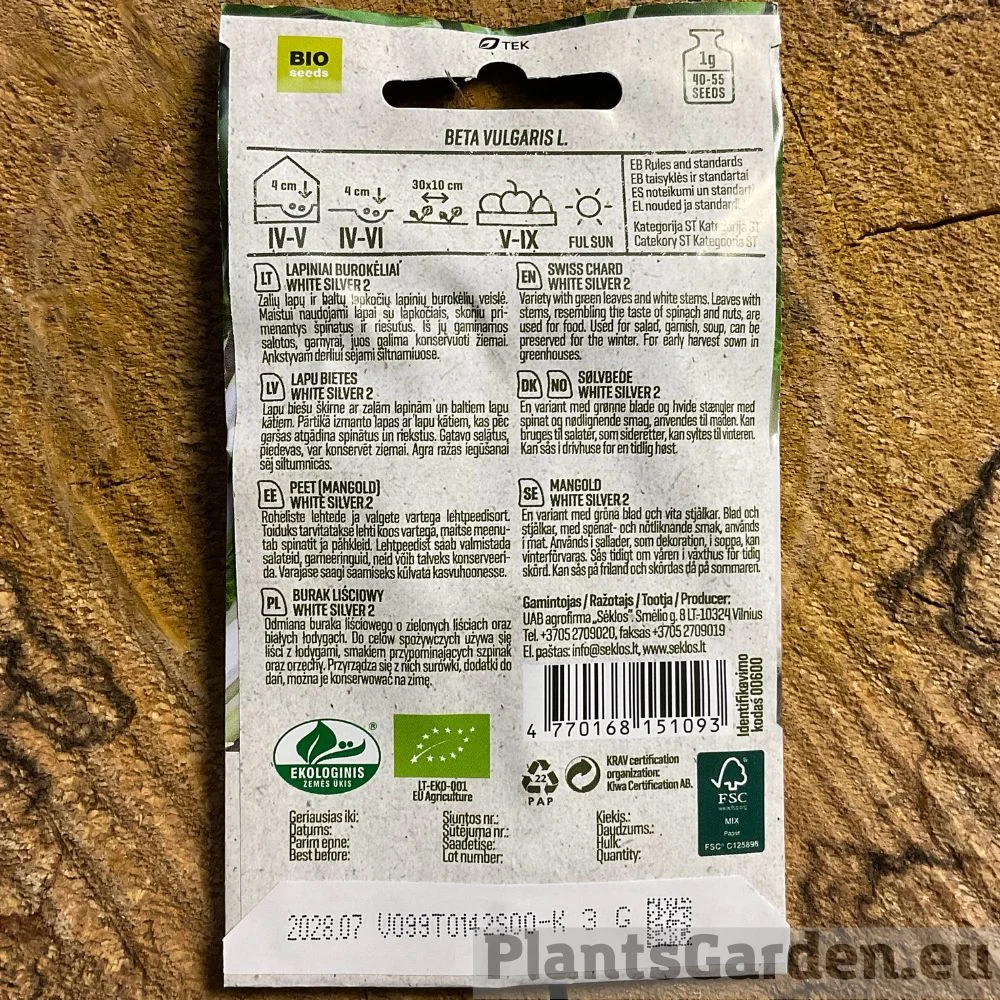 BIO
seeds
TEK
1g
40-55
SEEDS
BETA VULGARIS L.
4 cm
IV-V
4 cm
IV-VI
30x10 cm
V-IX
FULL SUN
EB Rules and standards
EB taisyklės ir standartai
ES noteikumi un standarti
EL nõuded ja standard
Kategorija ST Kategorija ST
Catekory ST Kategooria ST
LT LAPINIAI BUROKĖLIAI
WHITE SILVER 2
Žalių lapų ir baltų lapkočių lapinių burokėlių veislė.
Maistui naudojami lapai su lapkočiais, skoniu pri-
menantys špinatus ir riešutus. Iš jų gaminamos
salotos, garnyrai, juos galima konservuoti žiemai.
Ankstyvam derliui sėjami šiltnamiuose.
EN SWISS CHARD
WHITE SILVER 2
Variety with green leaves and white stems. Leaves with
stems, resembling the taste of spinach and nuts, are
used for food. Used for salad, garnish, soup, can be
preserved for the winter. For early harvest sown in
greenhouses.
LV LAPU BIETES
WHITE SILVER 2
Lapu biešu šķirne ar zaļām lapiņām un baltiem lapu
kātiem. Pārtikā izmanto lapas ar lapu kātiem, kas pēc
garšas atgādina spinātus un riekstus. Gatavo salātus,
piedevas, var konservēt ziemai. Agra ražas iegūšanai
sēj siltumnīcās.
DK NO SØLVBEDE
WHITE SILVER 2
En variant med grønne blade og hvide stængler med
spinat og nødlignende smag, anvendes til maden. Kan
bruges til salater, som sideretter, kan syltes til vinteren.
Kan sås i drivhuse for en tidlig høst.
EE PEET (MANGOLD)
WHITE SILVER 2
Roheliste lehtede ja valgete vartega lehtpeedisort.
Toiduks tarvitatakse lehti koos vartega, maitse meenu-
tab spinatit ja pähkleid. Lehtpeedist saab valmistada
salateid, garneeringuid, neid võib talveks konserveeri-
da. Varajase saagi saamiseks külvata kasvuhoonesse.
SE MANGOLD
WHITE SILVER 2
En variant med gröna blad och vita stjälkar. Blad och
stjälkar, med spenat- och nötliknande smak, används
i mat. Används i sallader, som dekoration, i soppa, kan
vinterförvaras. Sås tidigt om våren i växthus för tidig
skörd. Kan sås på friland och skördas då på sommaren.
PL BURAK LIŚCIOWY
WHITE SILVER 2
Odmiana buraka liściowego o zielonych liściach oraz
białych łodygach. Do celów spożywczych używa się
liści z łodygami, smakiem przypominających szpinak
oraz orzechy. Przyrządza się z nich surówki, dodatki do
dań, można je konserwować na zimę.
Gamintojas / Ražotajs / Tootja / Producer:
UAB agrofirma „Sėklos". Smėlio g. 8 LT-10324 Vilnius
Tel. +3705 2709020, faksas +3705 2709019
El. paštas: info@seklos.lt, www.seklos.lt
4 770168 151093
Identifikavimo
kodas 00600
EKOLOGINIS
ŽEMĖS ŪKIS
®
LT-EKO-001
EU Agriculture
22
PAP
KRAV certification
organization:
Kiwa Certification AB.
FSC
www.fsc.org
MIX
Paper
FSC® C125898
Geriausias iki:
Datums:
Parim enne:
Best before:
Siuntos nr.:
Sūtējuma nr.:
Saadetise:
Lot number:
Kiekis.:
Daudzums.:
Hulk:
Quantity:
2028.07 V099T0142S00-K 3 G
PlantsGarden.eu